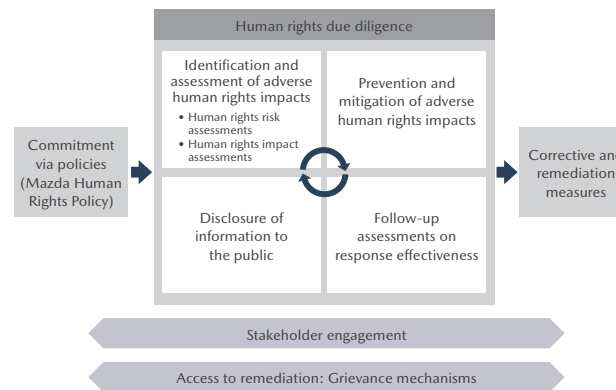 Human rights due diligence
Identification and
assessment of adverse
human rights impacts
• Human rights risk
assessments
• Human rights impact
assessments
Prevention and
mitigation of adverse
human rights impacts
Commitment
via policies
(Mazda Human
Rights Policy)
Corrective and
remediation
measures
Disclosure of
information to
the public
Follow-up
assessments on
response effectiveness
Stakeholder engagement
Access to remediation: Grievance mechanisms